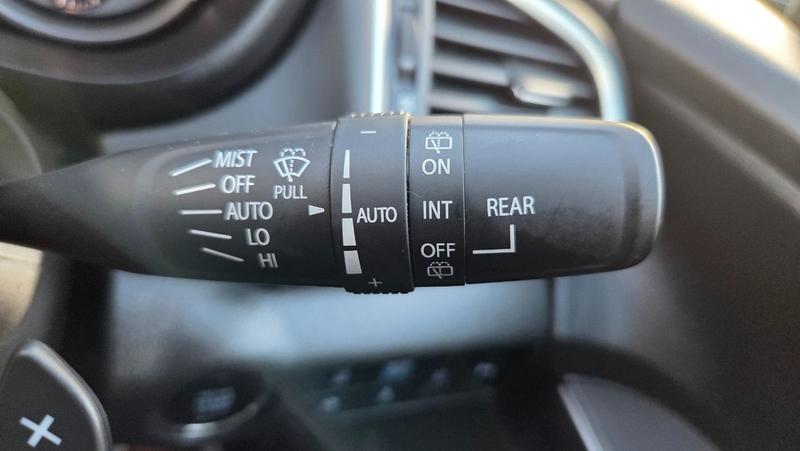 MIST
OFF
AUTO
LO
HI
PULL
−
AUTO
+
ON
INT
OFF
REAR
+